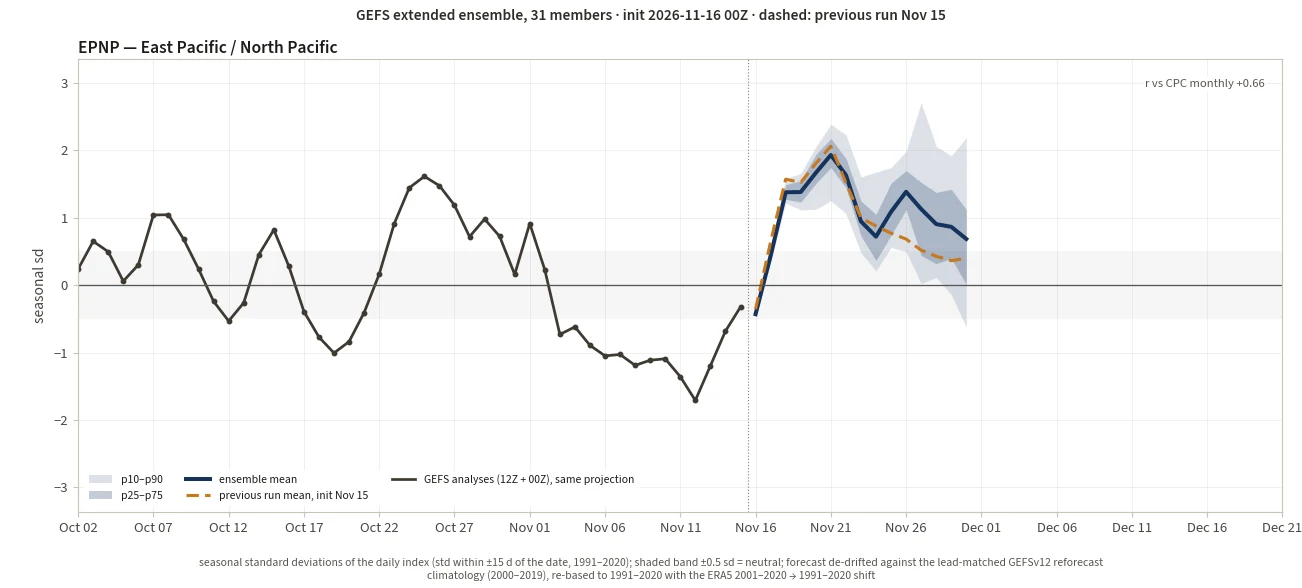 GEFS extended ensemble, 31 members · init 2026-11-16 00Z · dashed: previous run Nov 15
EPNP — East Pacific / North Pacific
r vs CPC monthly +0.66
seasonal sd
3
2
1
0
−1
−2
−3
p10–p90
p25–p75
ensemble mean
previous run mean, init Nov 15
GEFS analyses (12Z + 00Z), same projection
Oct 02 Oct 07 Oct 12 Oct 17 Oct 22 Oct 27 Nov 01 Nov 06 Nov 11 Nov 16 Nov 21 Nov 26 Dec 01 Dec 06 Dec 11 Dec 16 Dec 21
seasonal standard deviations of the daily index (std within ±15 d of the date, 1991–2020); shaded band ±0.5 sd = neutral; forecast de-drifted against the lead-matched GEFSv12 reforecast
climatology (2000–2019), re-based to 1991–2020 with the ERA5 2001–2020 → 1991–2020 shift